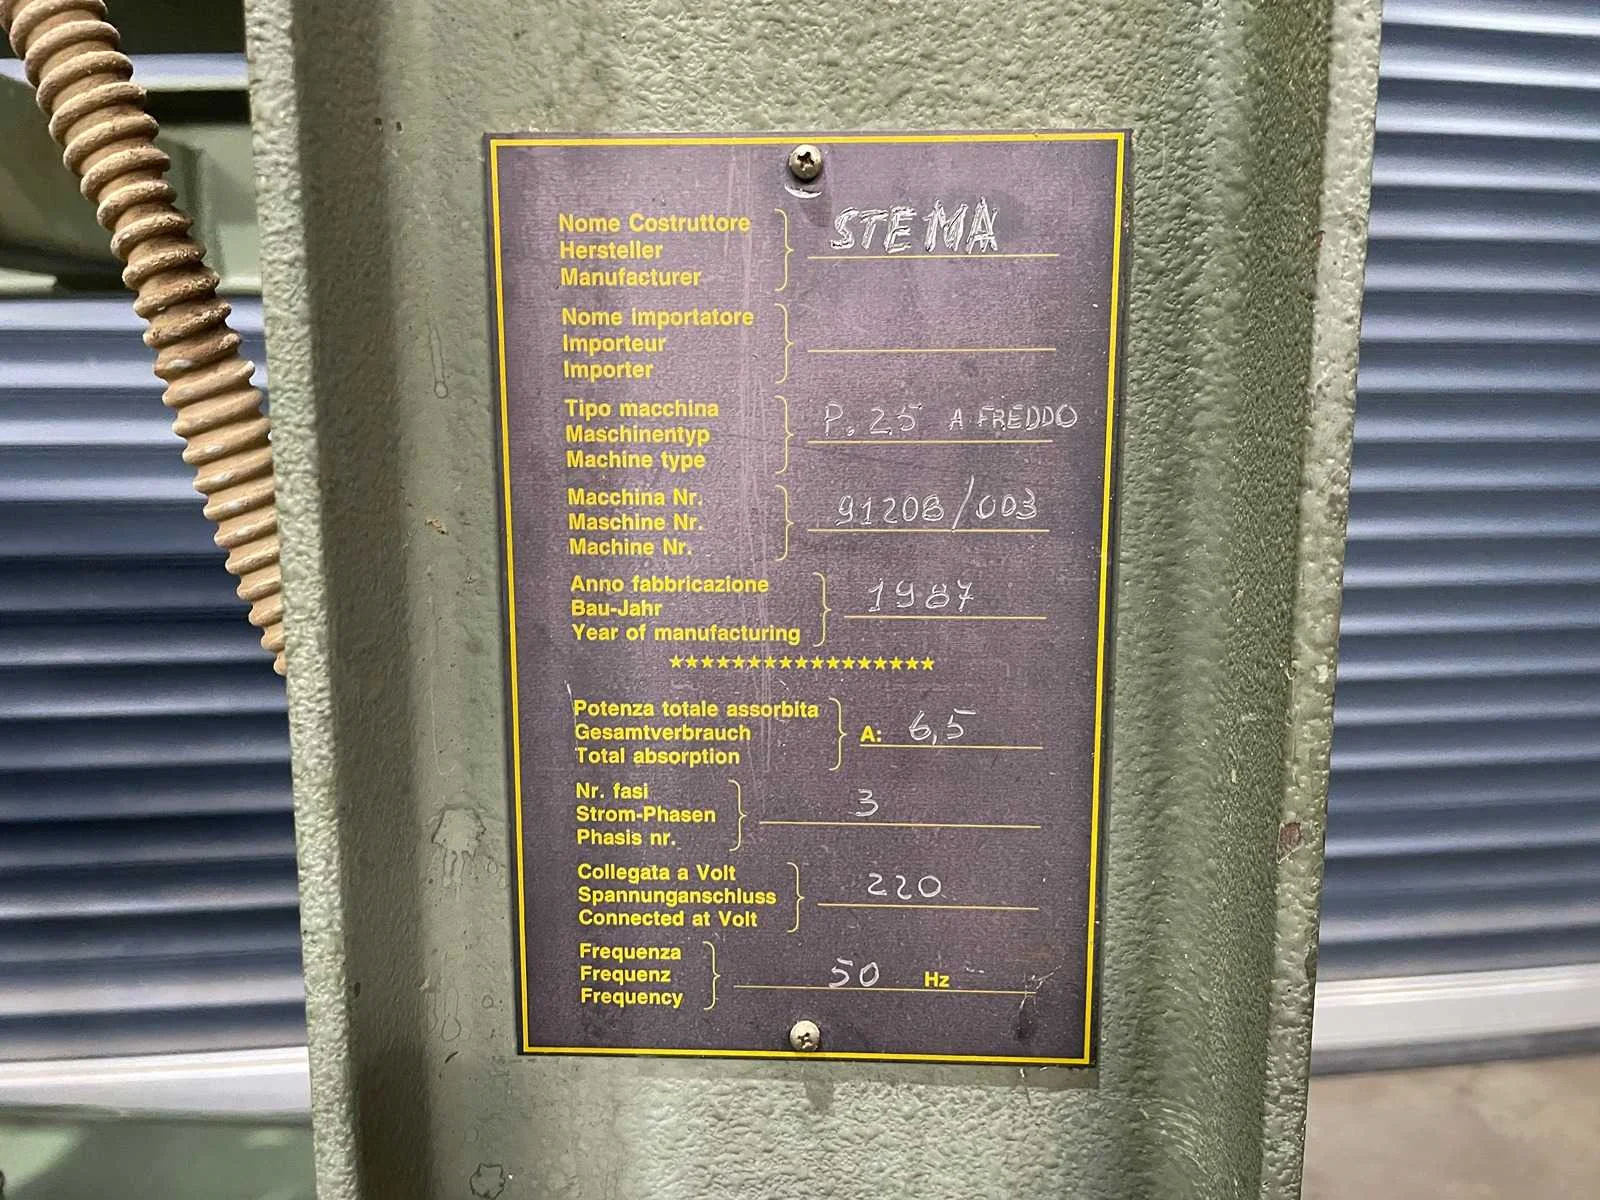 Nome Costruttore
Hersteller
Manufacturer
STEMA
Nome importatore
Importeur
Importer
Tipo macchina
Maschinentyp
Machine type
P. 25 A FREDDO
Macchina Nr.
Maschine Nr.
Machine Nr.
91208/003
Anno fabbricazione
Bau-Jahr
Year of manufacturing
1987
★★★★★★★★★★★★★★★★★
Potenza totale assorbita
Gesamtverbrauch
Total absorption
A: 6,5
Nr. fasi
Strom-Phasen
Phasis nr.
3
Collegata a Volt
Spannunganschluss
Connected at Volt
220
Frequenza
Frequenz
Frequency
50 Hz